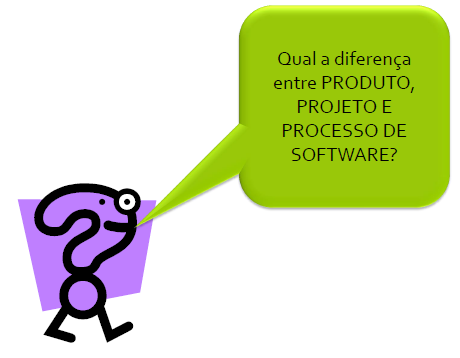 Qual a diferença
entre PRODUTO,
PROJETO E
PROCESSO DE
SOFTWARE?